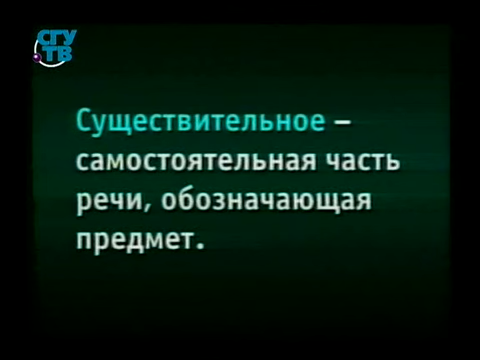 СГУ
ТВ
Существительное –
самостоятельная часть
речи, обозначающая
предмет.